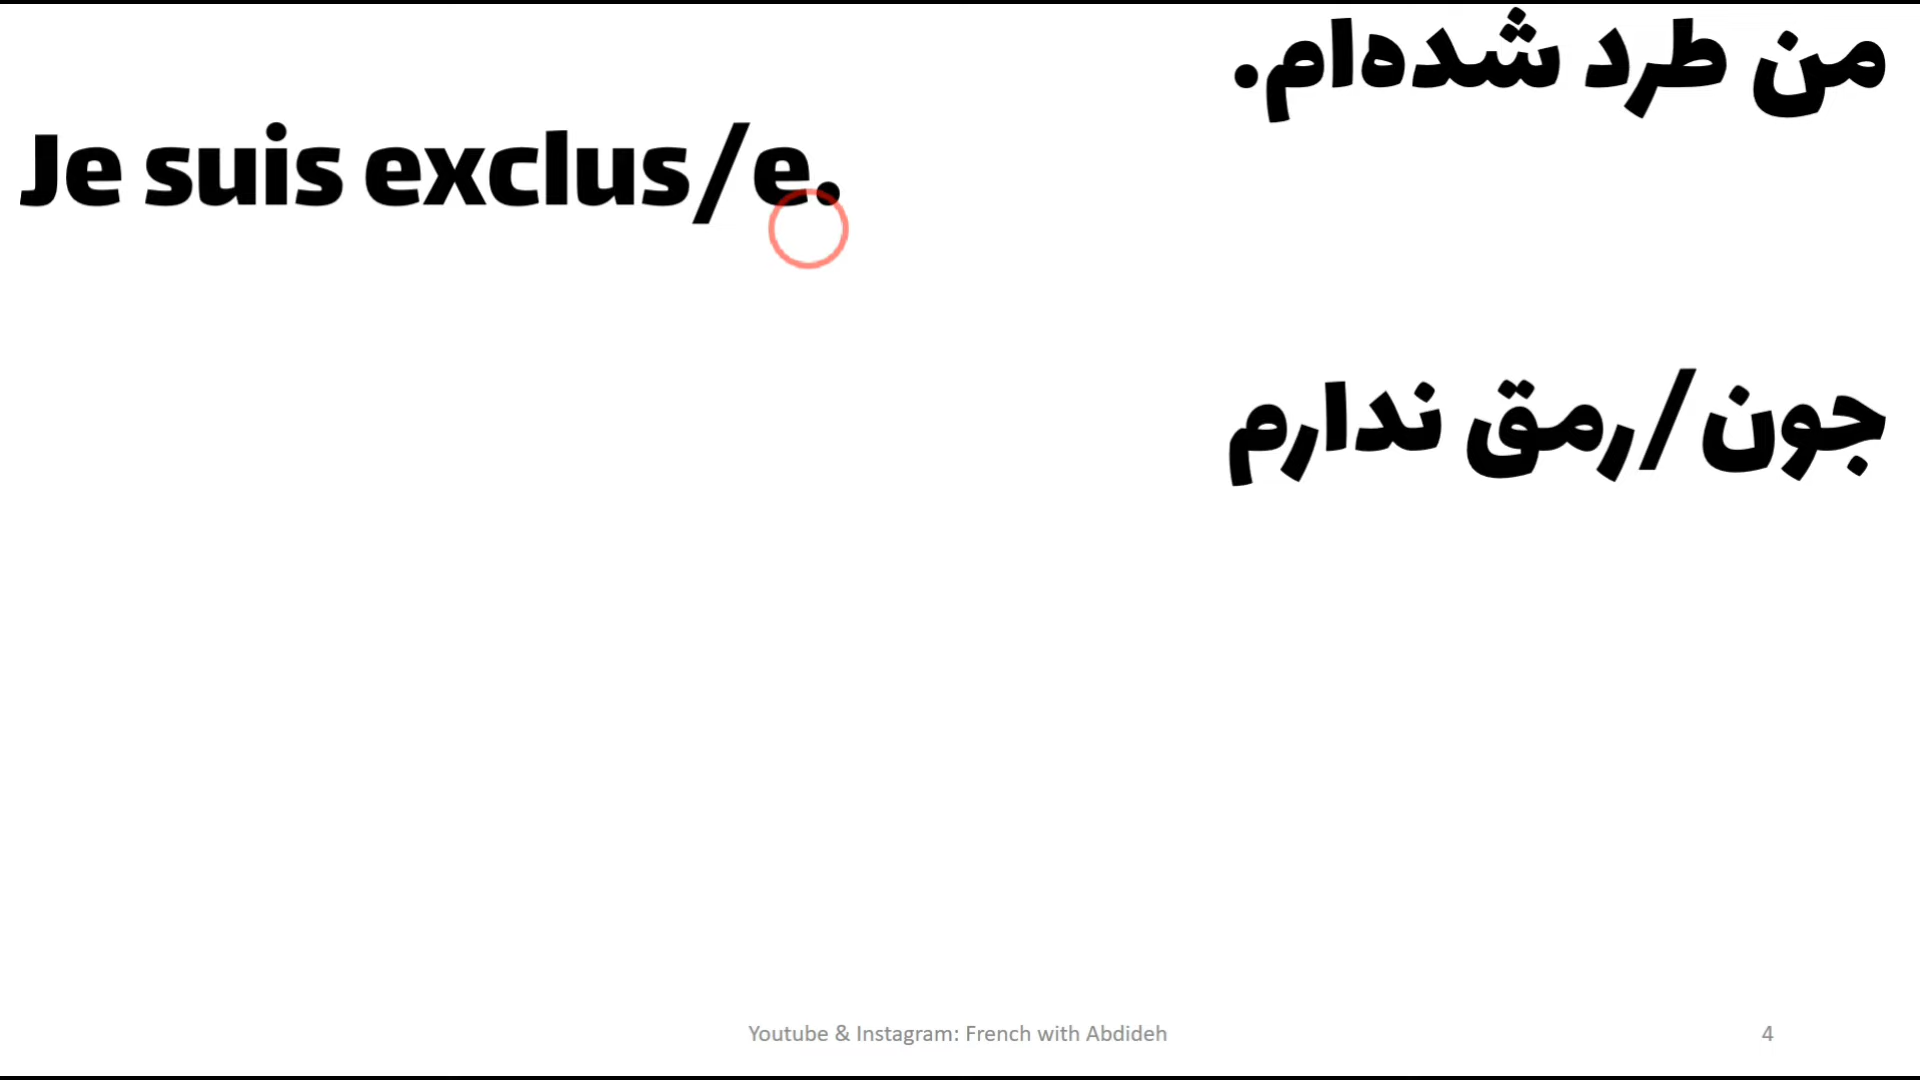 من طرد شده‌ام.
Je suis exclus/e.
جون/رمق ندارم
Youtube & Instagram: French with Abdideh
4